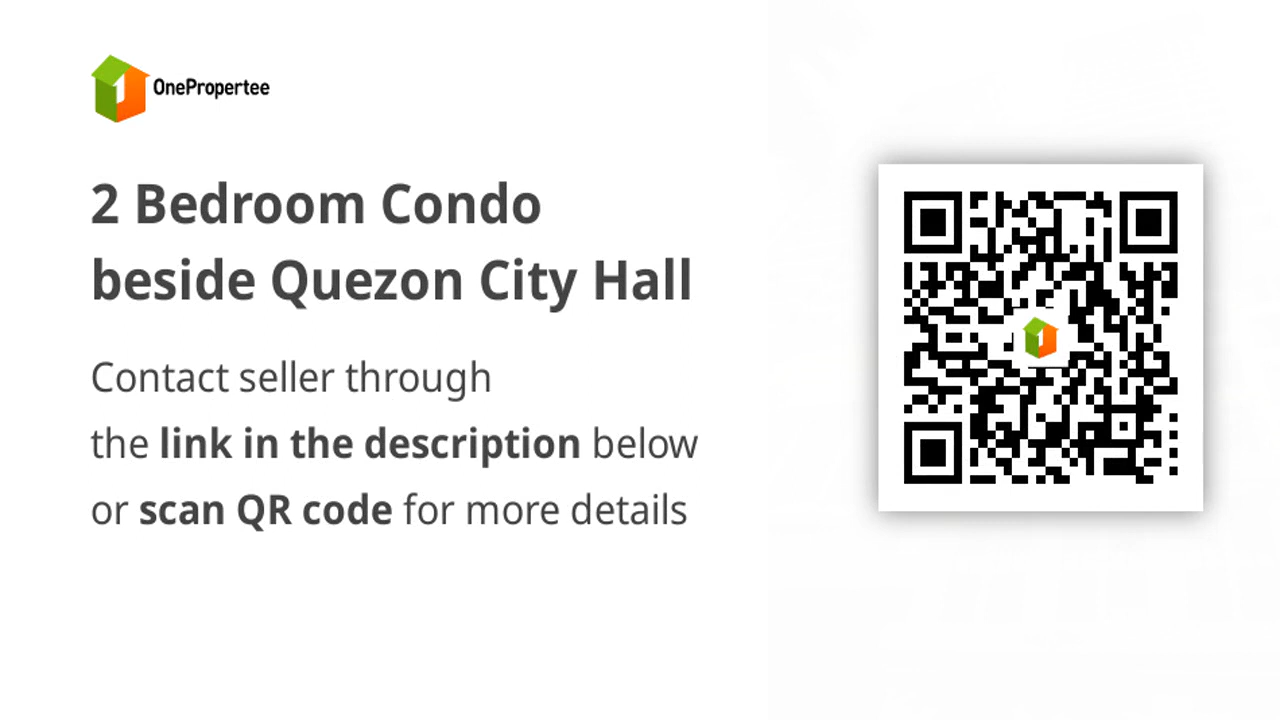 OnePropertee
2 Bedroom Condo
beside Quezon City Hall
Contact seller through
the link in the description below
or scan QR code for more details